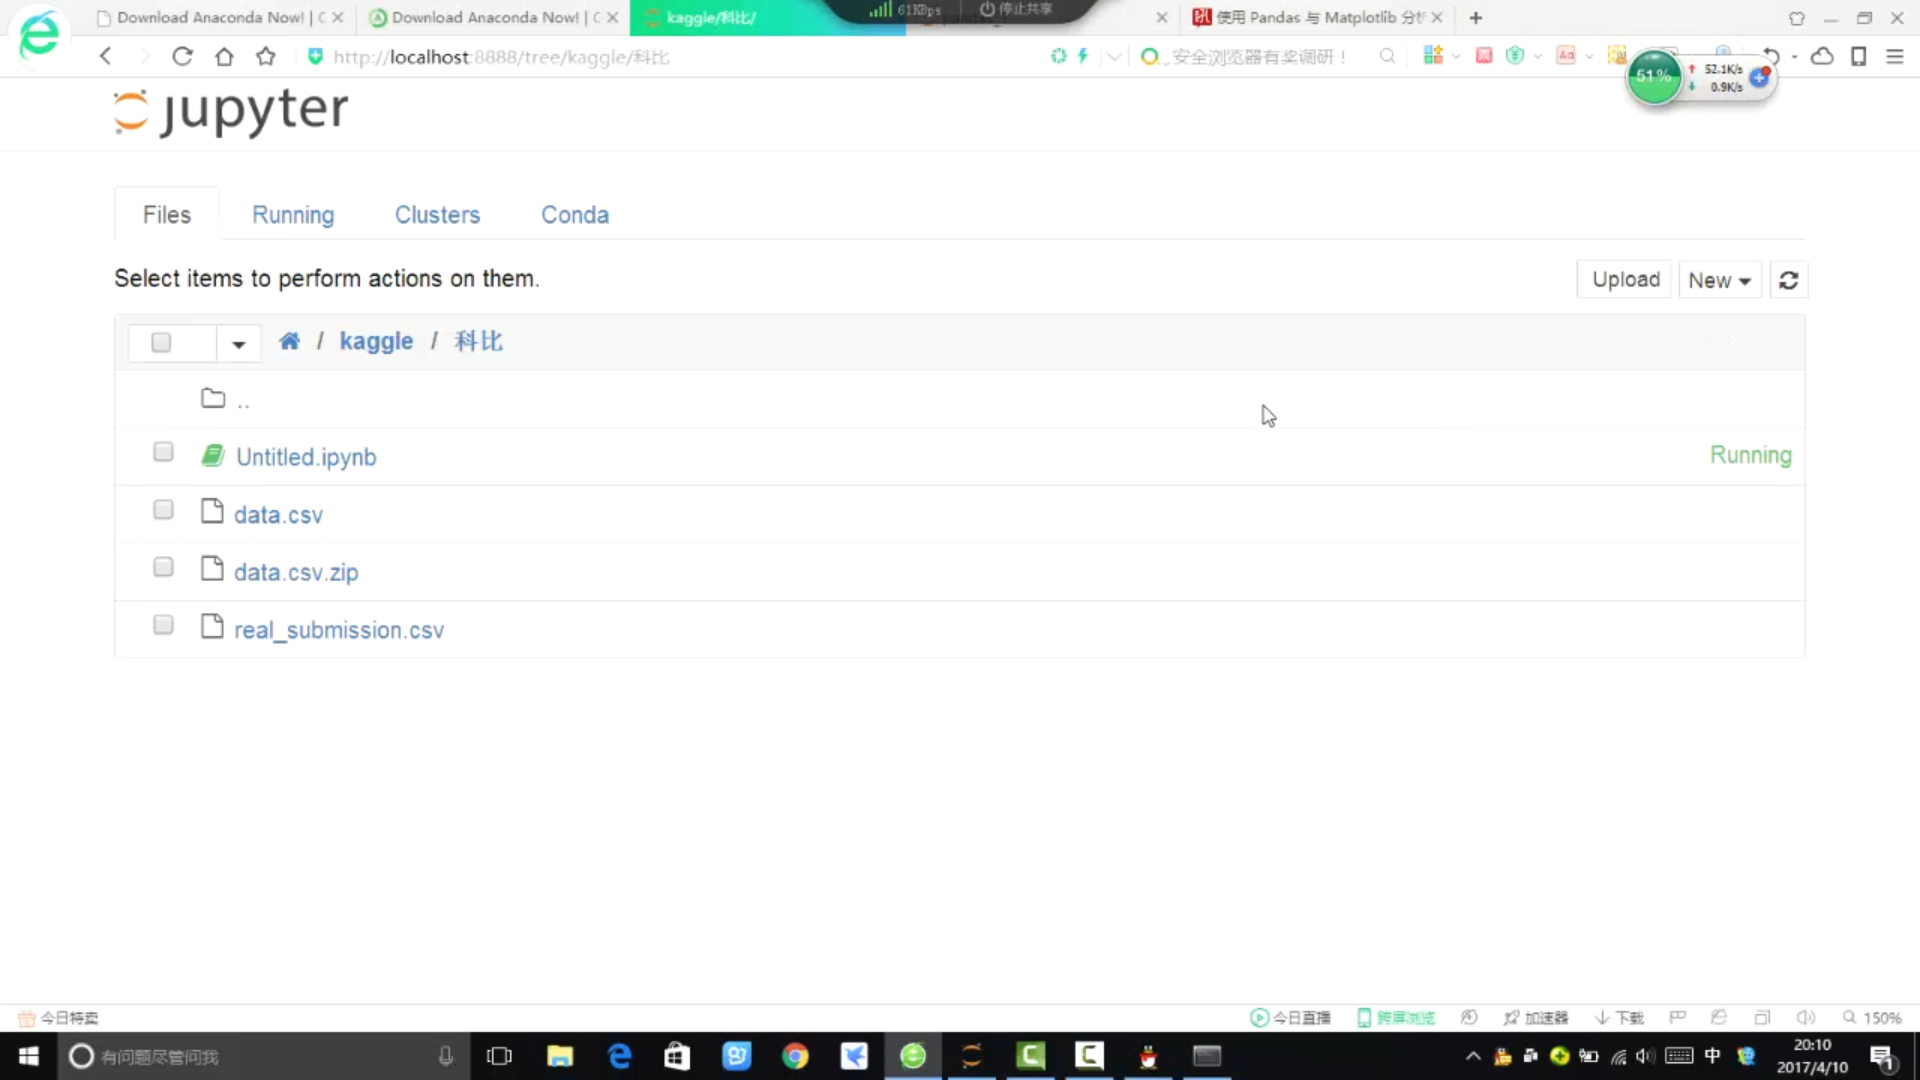 Download Anaconda Now! | C
Download Anaconda Now! | C
kaggle/科比/
61KBps
停止共享
使用 Pandas 与 Matplotlib 分析
http://localhost:8888/tree/kaggle/科比
安全浏览器有奖调研！
51%
52.1K/s
0.9K/s
jupyter
Files
Running
Clusters
Conda
Select items to perform actions on them.
Upload
New
/ kaggle / 科比
..
Untitled.ipynb
Running
data.csv
data.csv.zip
real_submission.csv
今日特卖
今日直播
跨屏浏览
加速器
下载
150%
有问题尽管问我
中
20:10
2017/4/10
1